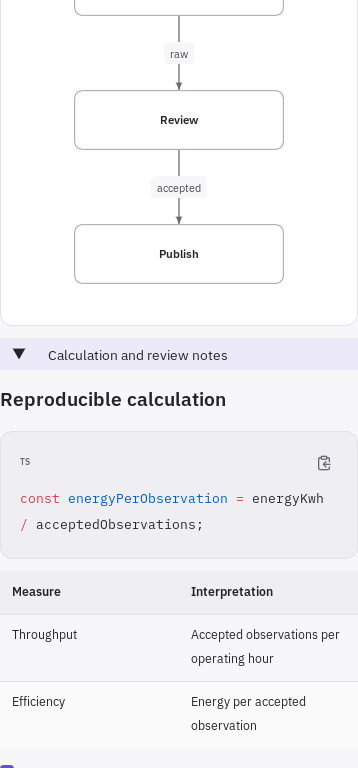 raw
Review
accepted
Publish
Calculation and review notes
Reproducible calculation
TS
const energyPerObservation = energyKwh
/ acceptedObservations;
Measure Interpretation
Throughput Accepted observations per
operating hour
Efficiency Energy per accepted
observation